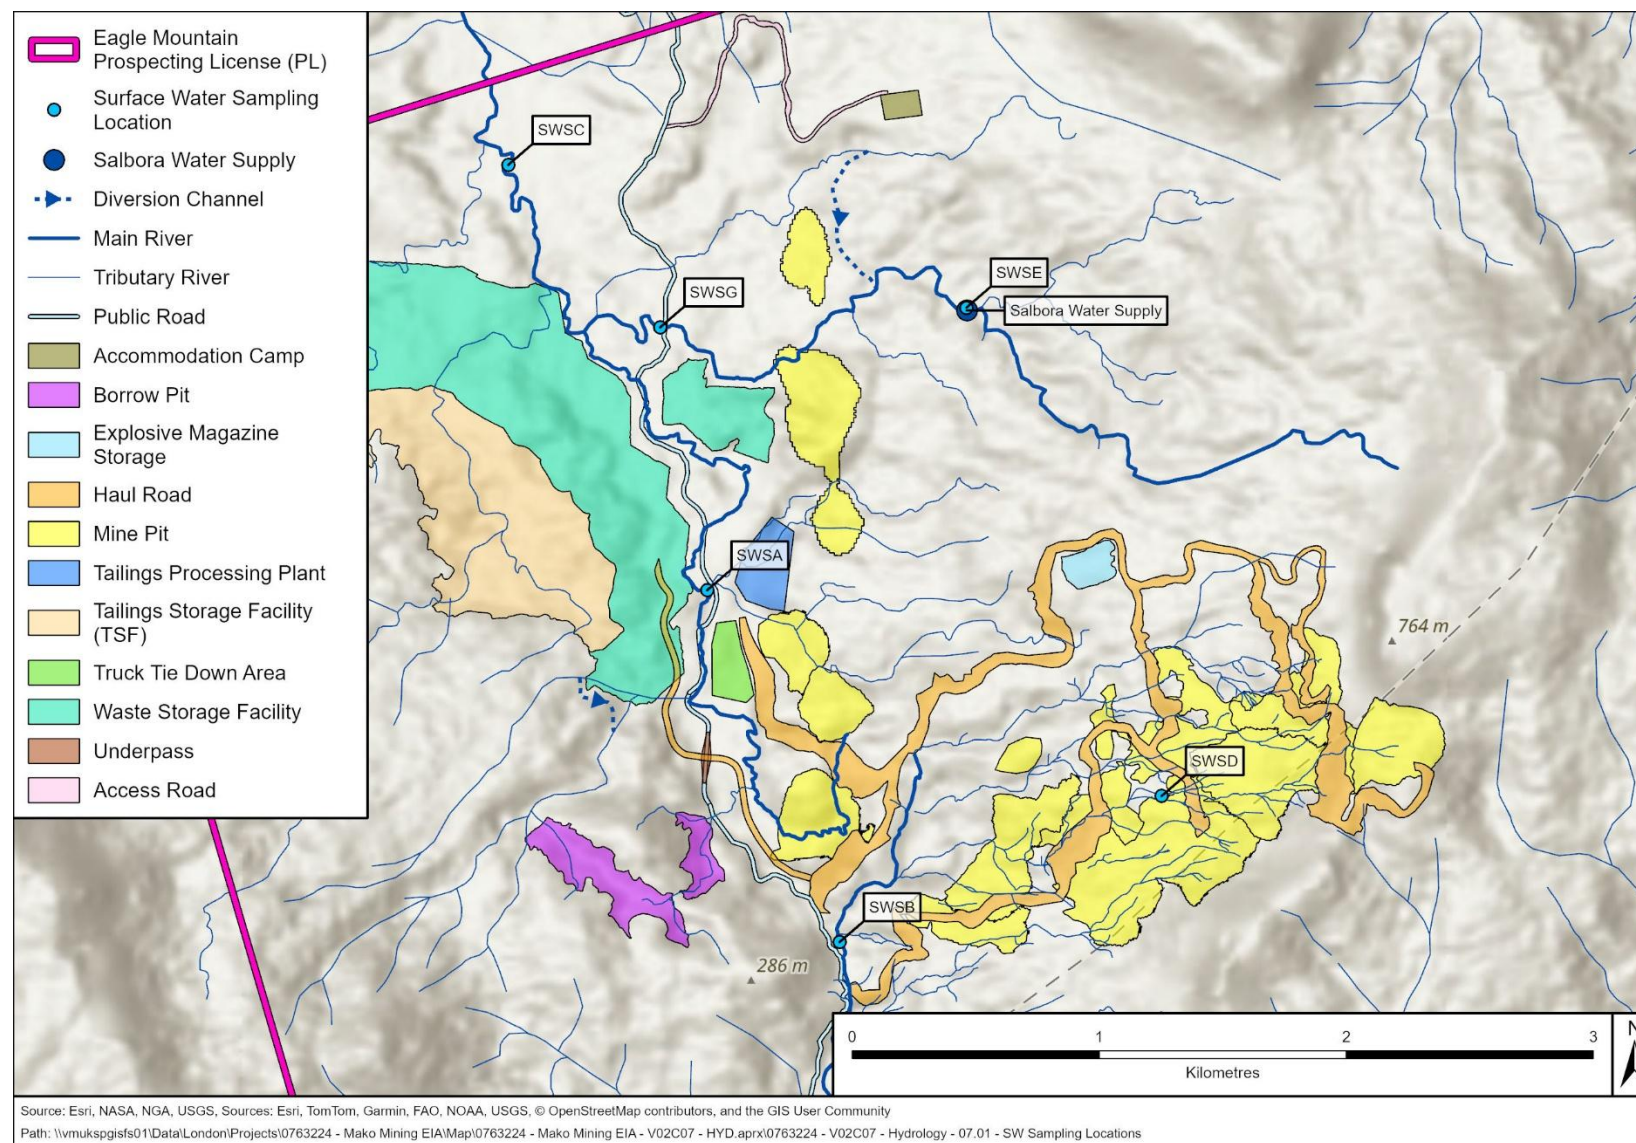 Eagle Mountain
Prospecting License (PL)
Surface Water Sampling
Location
Salbora Water Supply
Diversion Channel
Main River
Tributary River
Public Road
Accommodation Camp
Borrow Pit
Explosive Magazine
Storage
Haul Road
Mine Pit
Tailings Processing Plant
Tailings Storage Facility
(TSF)
Truck Tie Down Area
Waste Storage Facility
Underpass
Access Road
SWSC
SWSG
SWSE
Salbora Water Supply
SWSA
764 m
SWSD
SWSB
286 m
0 1 2 3
Kilometres
N
Source: Esri, NASA, NGA, USGS, Sources: Esri, TomTom, Garmin, FAO, NOAA, USGS, © OpenStreetMap contributors, and the GIS User Community
Path: \\vmukspgisfs01\Data\London\Projects\0763224 - Mako Mining EIA\Map\0763224 - Mako Mining EIA - V02C07 - HYD.aprx\0763224 - V02C07 - Hydrology - 07.01 - SW Sampling Locations